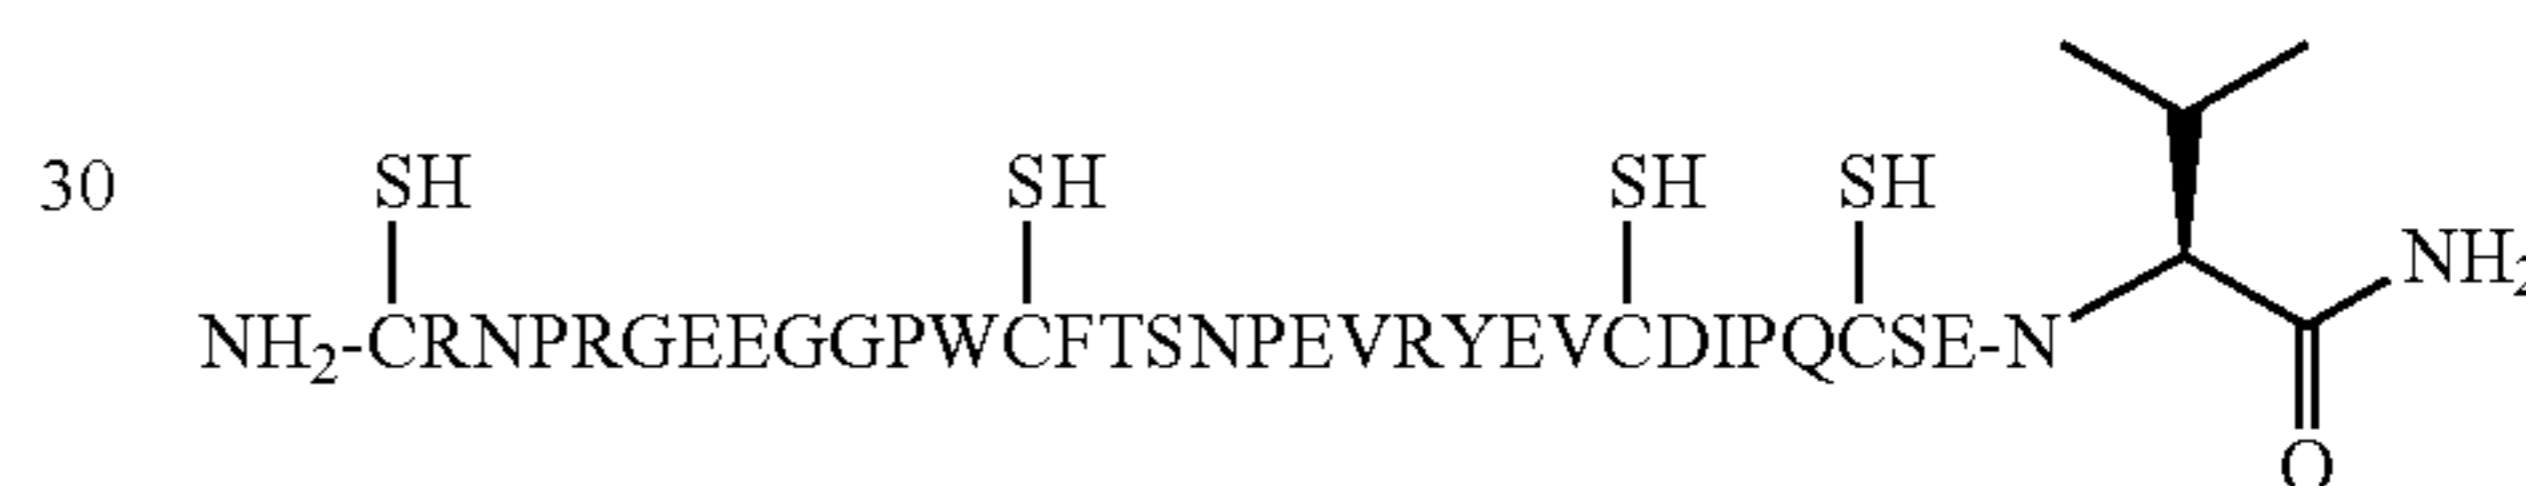 30 SH SH SH SH
NH2
NH2-CRNPRGEEGGPWCFTSNPEVRYEVCDIPQCSE-N
O